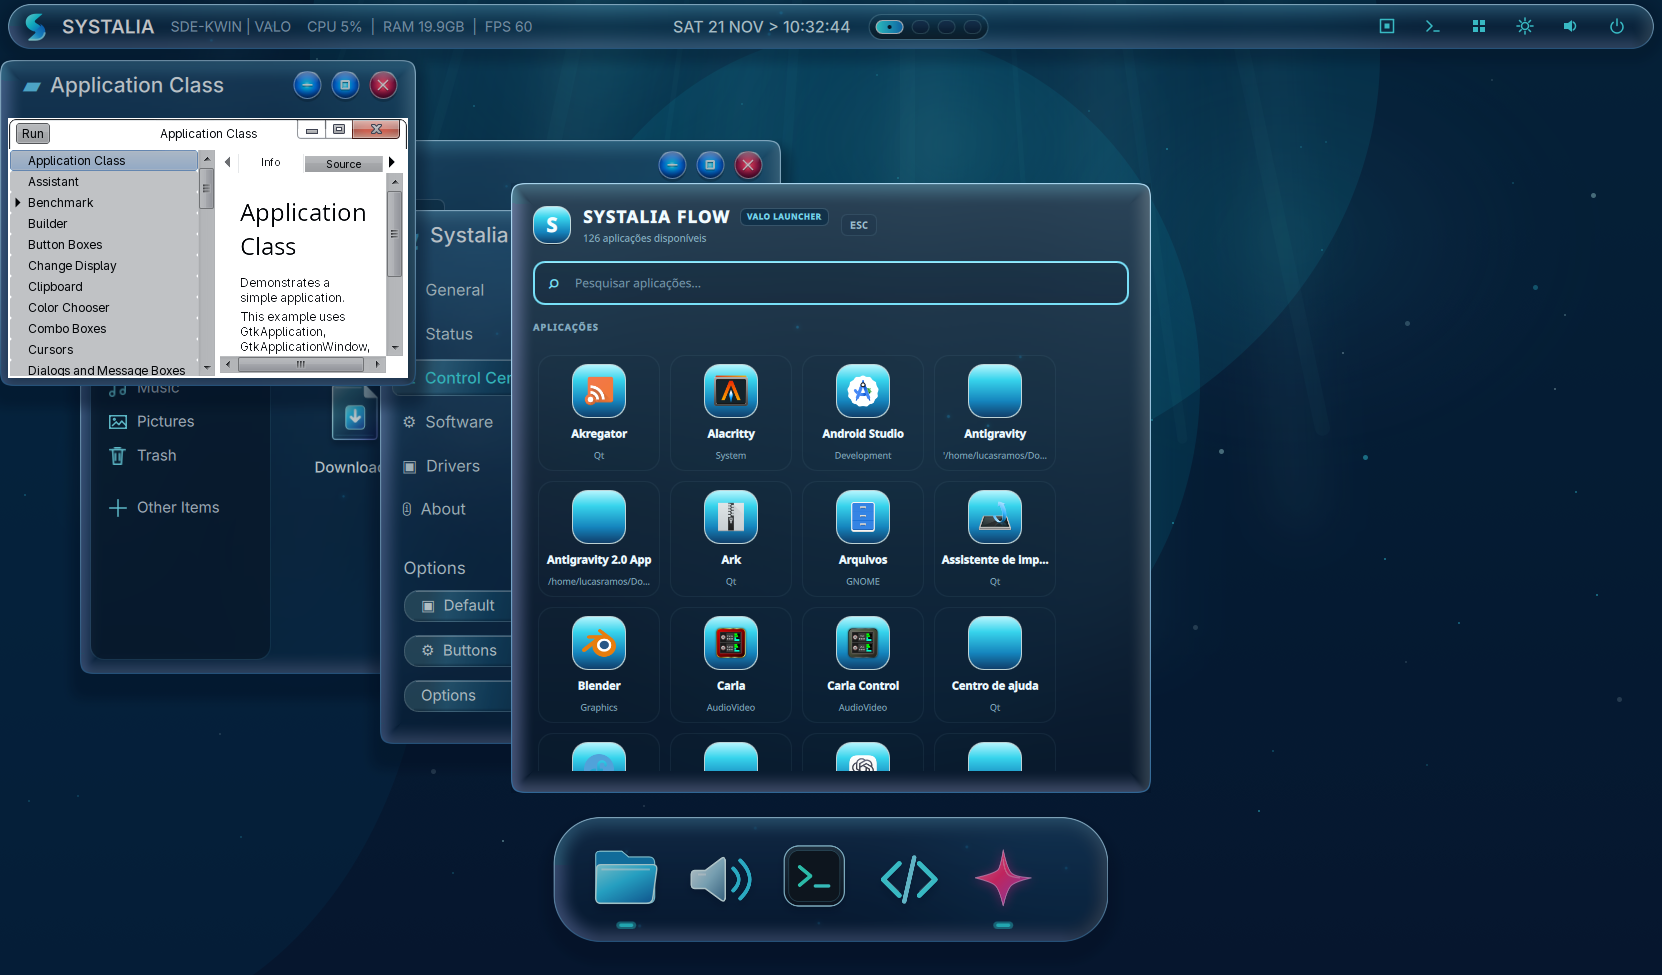 SYSTALIA SDE-KWIN | VALO CPU 5% | RAM 19.9GB | FPS 60 SAT 21 NOV > 10:32:44
Application Class
Run Application Class
Application Class
Assistant
Benchmark
Builder
Button Boxes
Change Display
Clipboard
Color Chooser
Combo Boxes
Cursors
Dialogs and Message Boxes
Info Source
Application
Class
Demonstrates a
simple application.
This example uses
GtkApplication,
GtkApplicationWindow,
Music
Pictures
Trash
Other Items
Downloa
Systalia
General
Status
Control Cer
Software
Drivers
About
Options
Default
Buttons
Options
S SYSTALIA FLOW VALO LAUNCHER ESC
126 aplicações disponíveis
Pesquisar aplicações...
APLICAÇÕES
Akregator Alacritty Android Studio Antigravity
Qt System Development '/home/lucasramos/Do...
Antigravity 2.0 App Ark Arquivos Assistente de imp...
/home/lucasramos/Do... Qt GNOME Qt
Blender Carla Carla Control Centro de ajuda
Graphics AudioVideo AudioVideo Qt